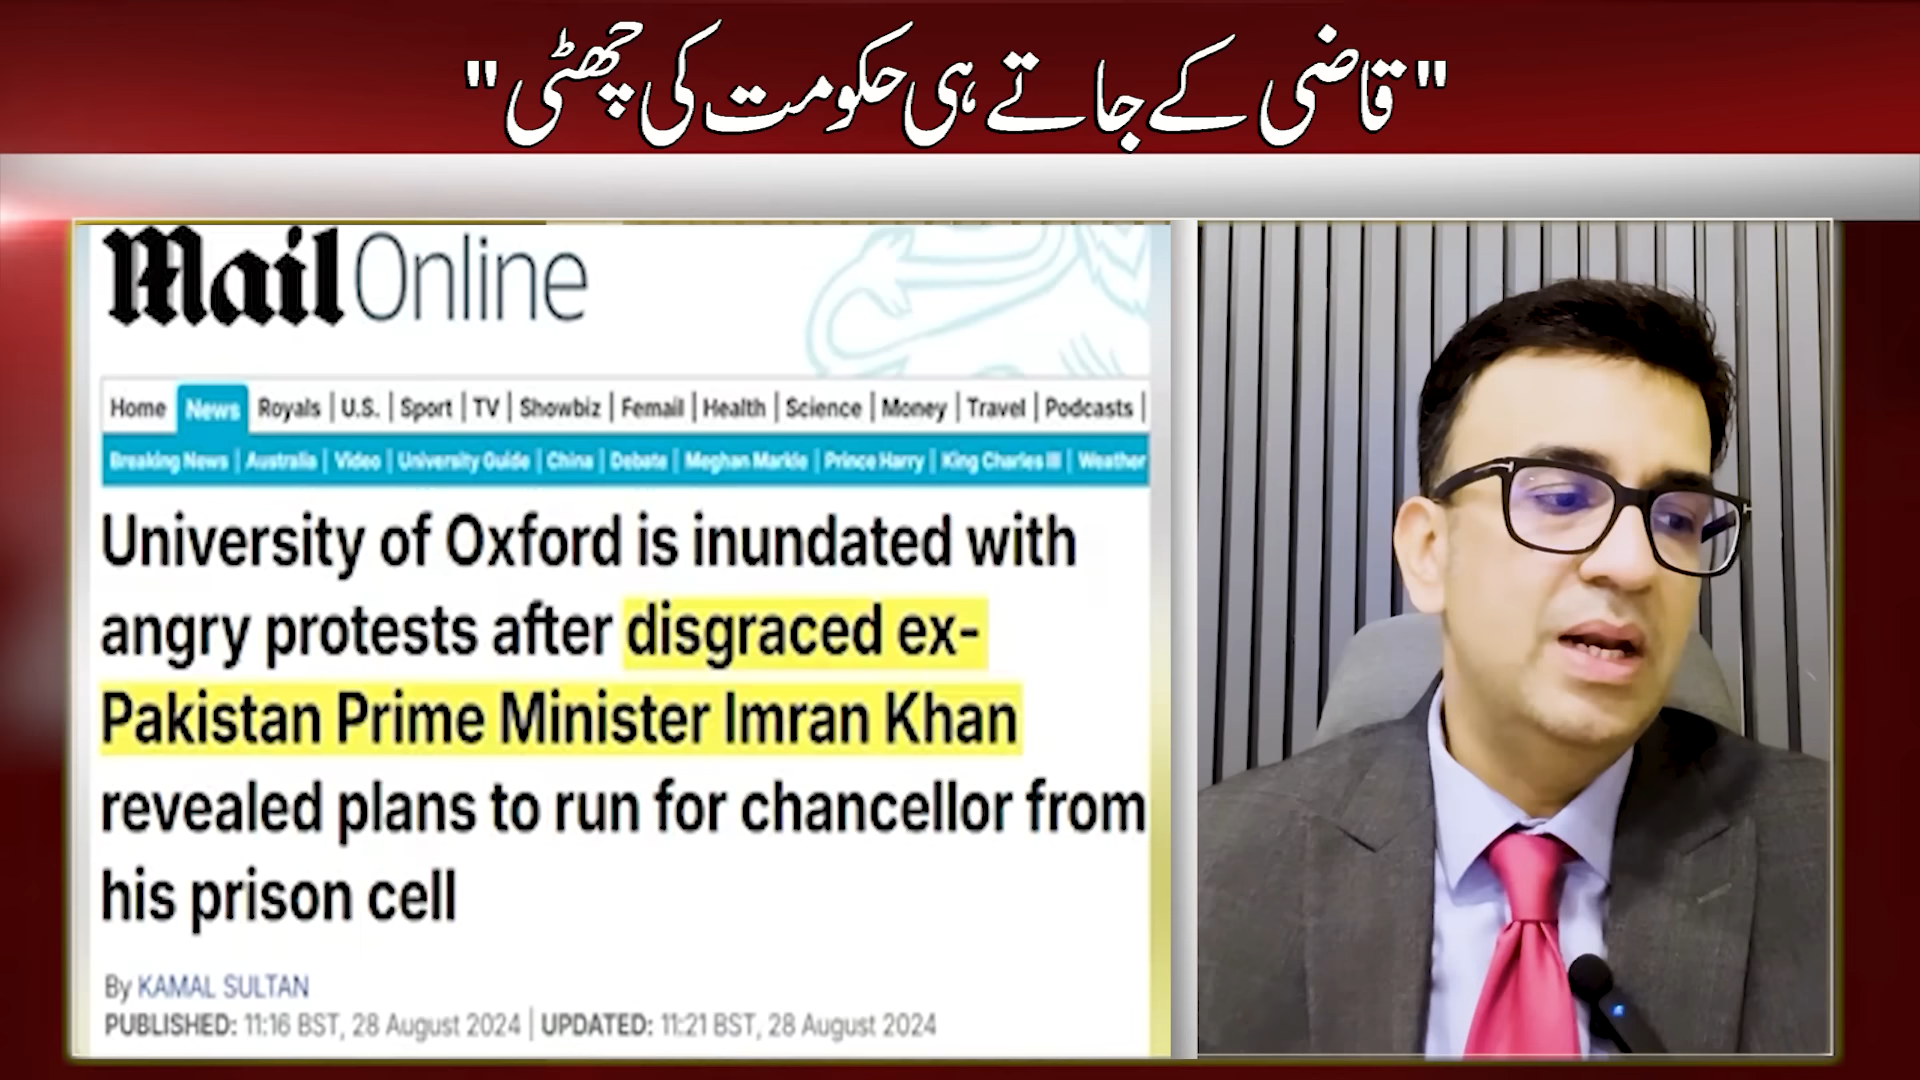 "قاضی کے جاتے ہی حکومت کی چھٹی"
Mail Online
Home News Royals | U.S. | Sport | TV | Showbiz | Femail | Health | Science | Money | Travel | Podcasts |
Breaking News | Australia | Video | University Guide | China | Debate | Meghan Markle | Prince Harry | King Charles III | Weather
University of Oxford is inundated with
angry protests after disgraced ex-
Pakistan Prime Minister Imran Khan
revealed plans to run for chancellor from
his prison cell
By KAMAL SULTAN
PUBLISHED: 11:16 BST, 28 August 2024 | UPDATED: 11:21 BST, 28 August 2024